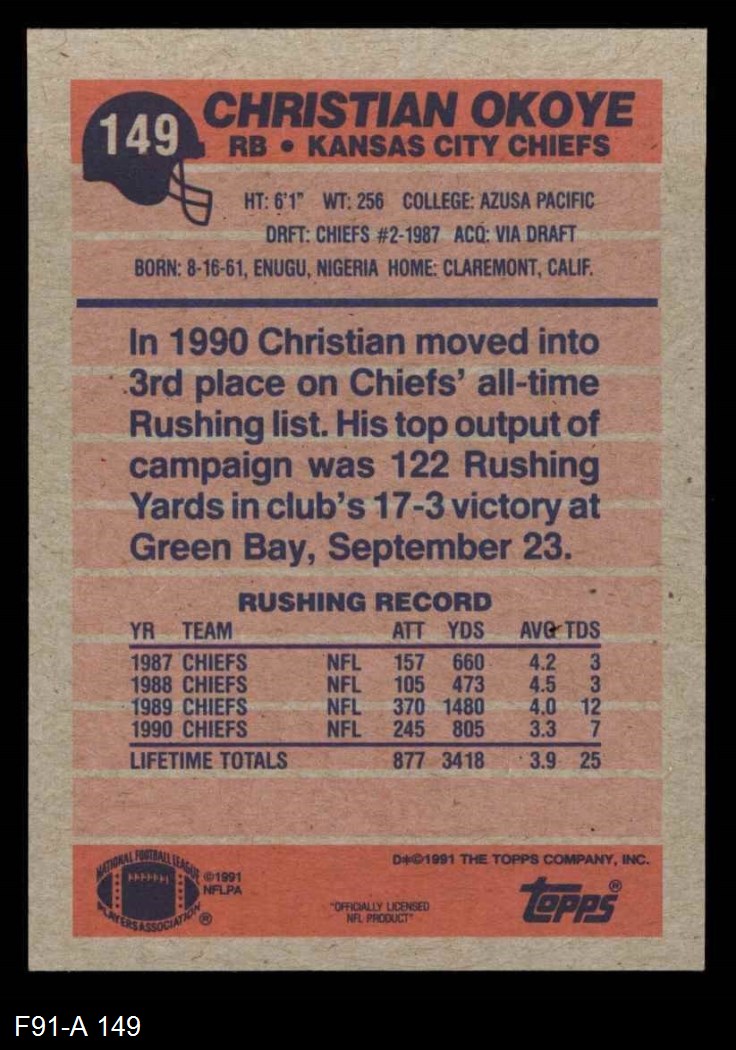 149
CHRISTIAN OKOYE
RB • KANSAS CITY CHIEFS
HT: 6'1" WT: 256 COLLEGE: AZUSA PACIFIC
DRFT: CHIEFS #2-1987 ACQ: VIA DRAFT
BORN: 8-16-61, ENUGU, NIGERIA HOME: CLAREMONT, CALIF.
In 1990 Christian moved into
3rd place on Chiefs' all-time
Rushing list. His top output of
campaign was 122 Rushing
Yards in club's 17-3 victory at
Green Bay, September 23.
RUSHING RECORD
YR TEAM ATT YDS AVG TDS
1987 CHIEFS NFL 157 660 4.2 3
1988 CHIEFS NFL 105 473 4.5 3
1989 CHIEFS NFL 370 1480 4.0 12
1990 CHIEFS NFL 245 805 3.3 7
LIFETIME TOTALS 877 3418 3.9 25
NATIONAL FOOTBALL LEAGUE
PLAYERS ASSOCIATION ®
©1991
NFLPA
D*©1991 THE TOPPS COMPANY, INC.
"OFFICIALLY LICENSED
NFL PRODUCT"
topps®
F91-A 149